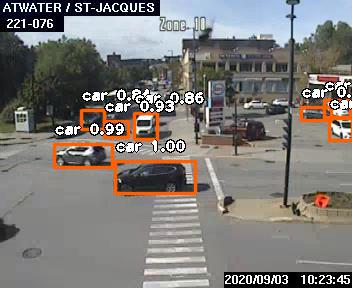 ATWATER / ST-JACQUES
221-076
Zone 10
car 0.93
car 0.86
car 0.99
car 1.00
2020/09/03 10:23:45